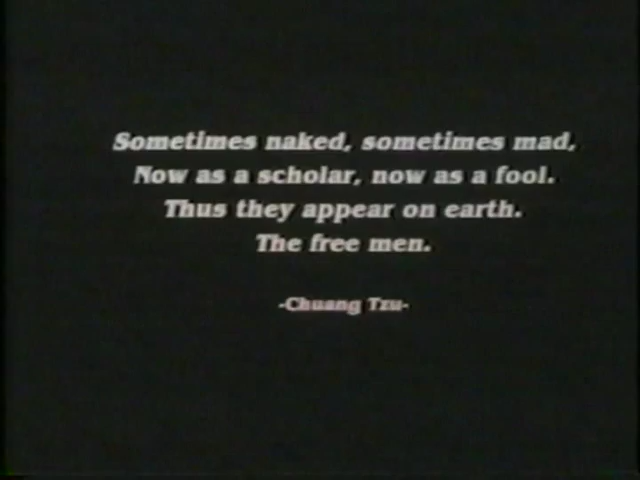 Sometimes naked, sometimes mad,
Now as a scholar, now as a fool.
Thus they appear on earth.
The free men.
-Chuang Tzu-